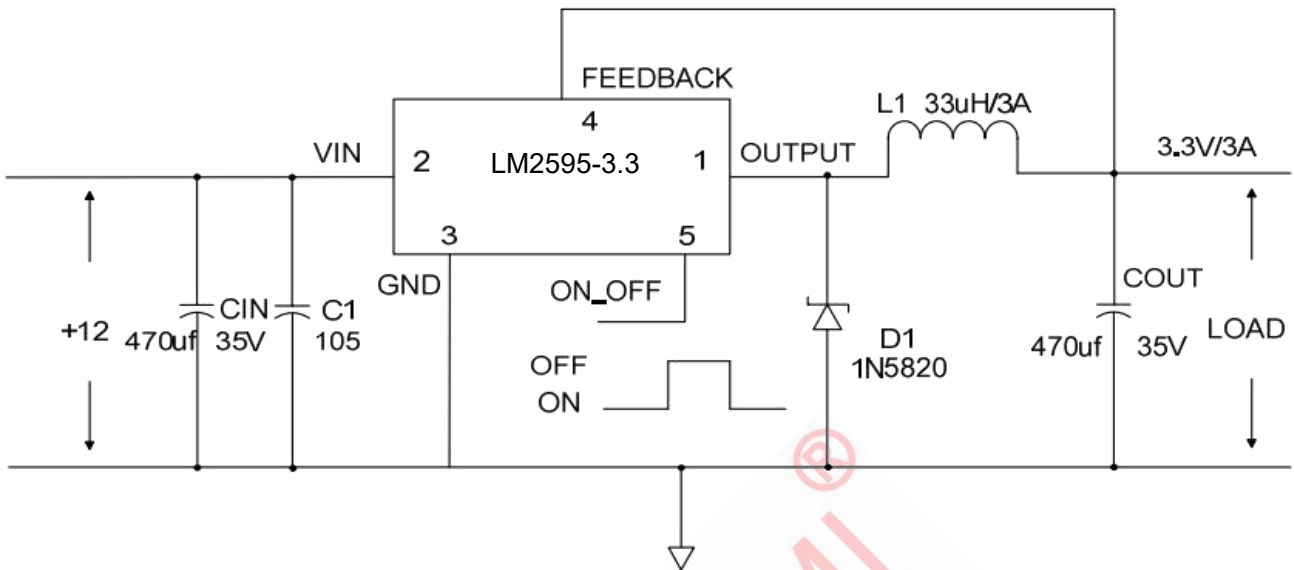 FEEDBACK
4
L1 33uH/3A
VIN
2
LM2595-3.3
1
OUTPUT
3.3V/3A
3
5
GND
ON_OFF
COUT
+12
470uf
CIN
35V
C1
105
OFF
ON
D1
1N5820
470uf
35V
LOAD
®
MI